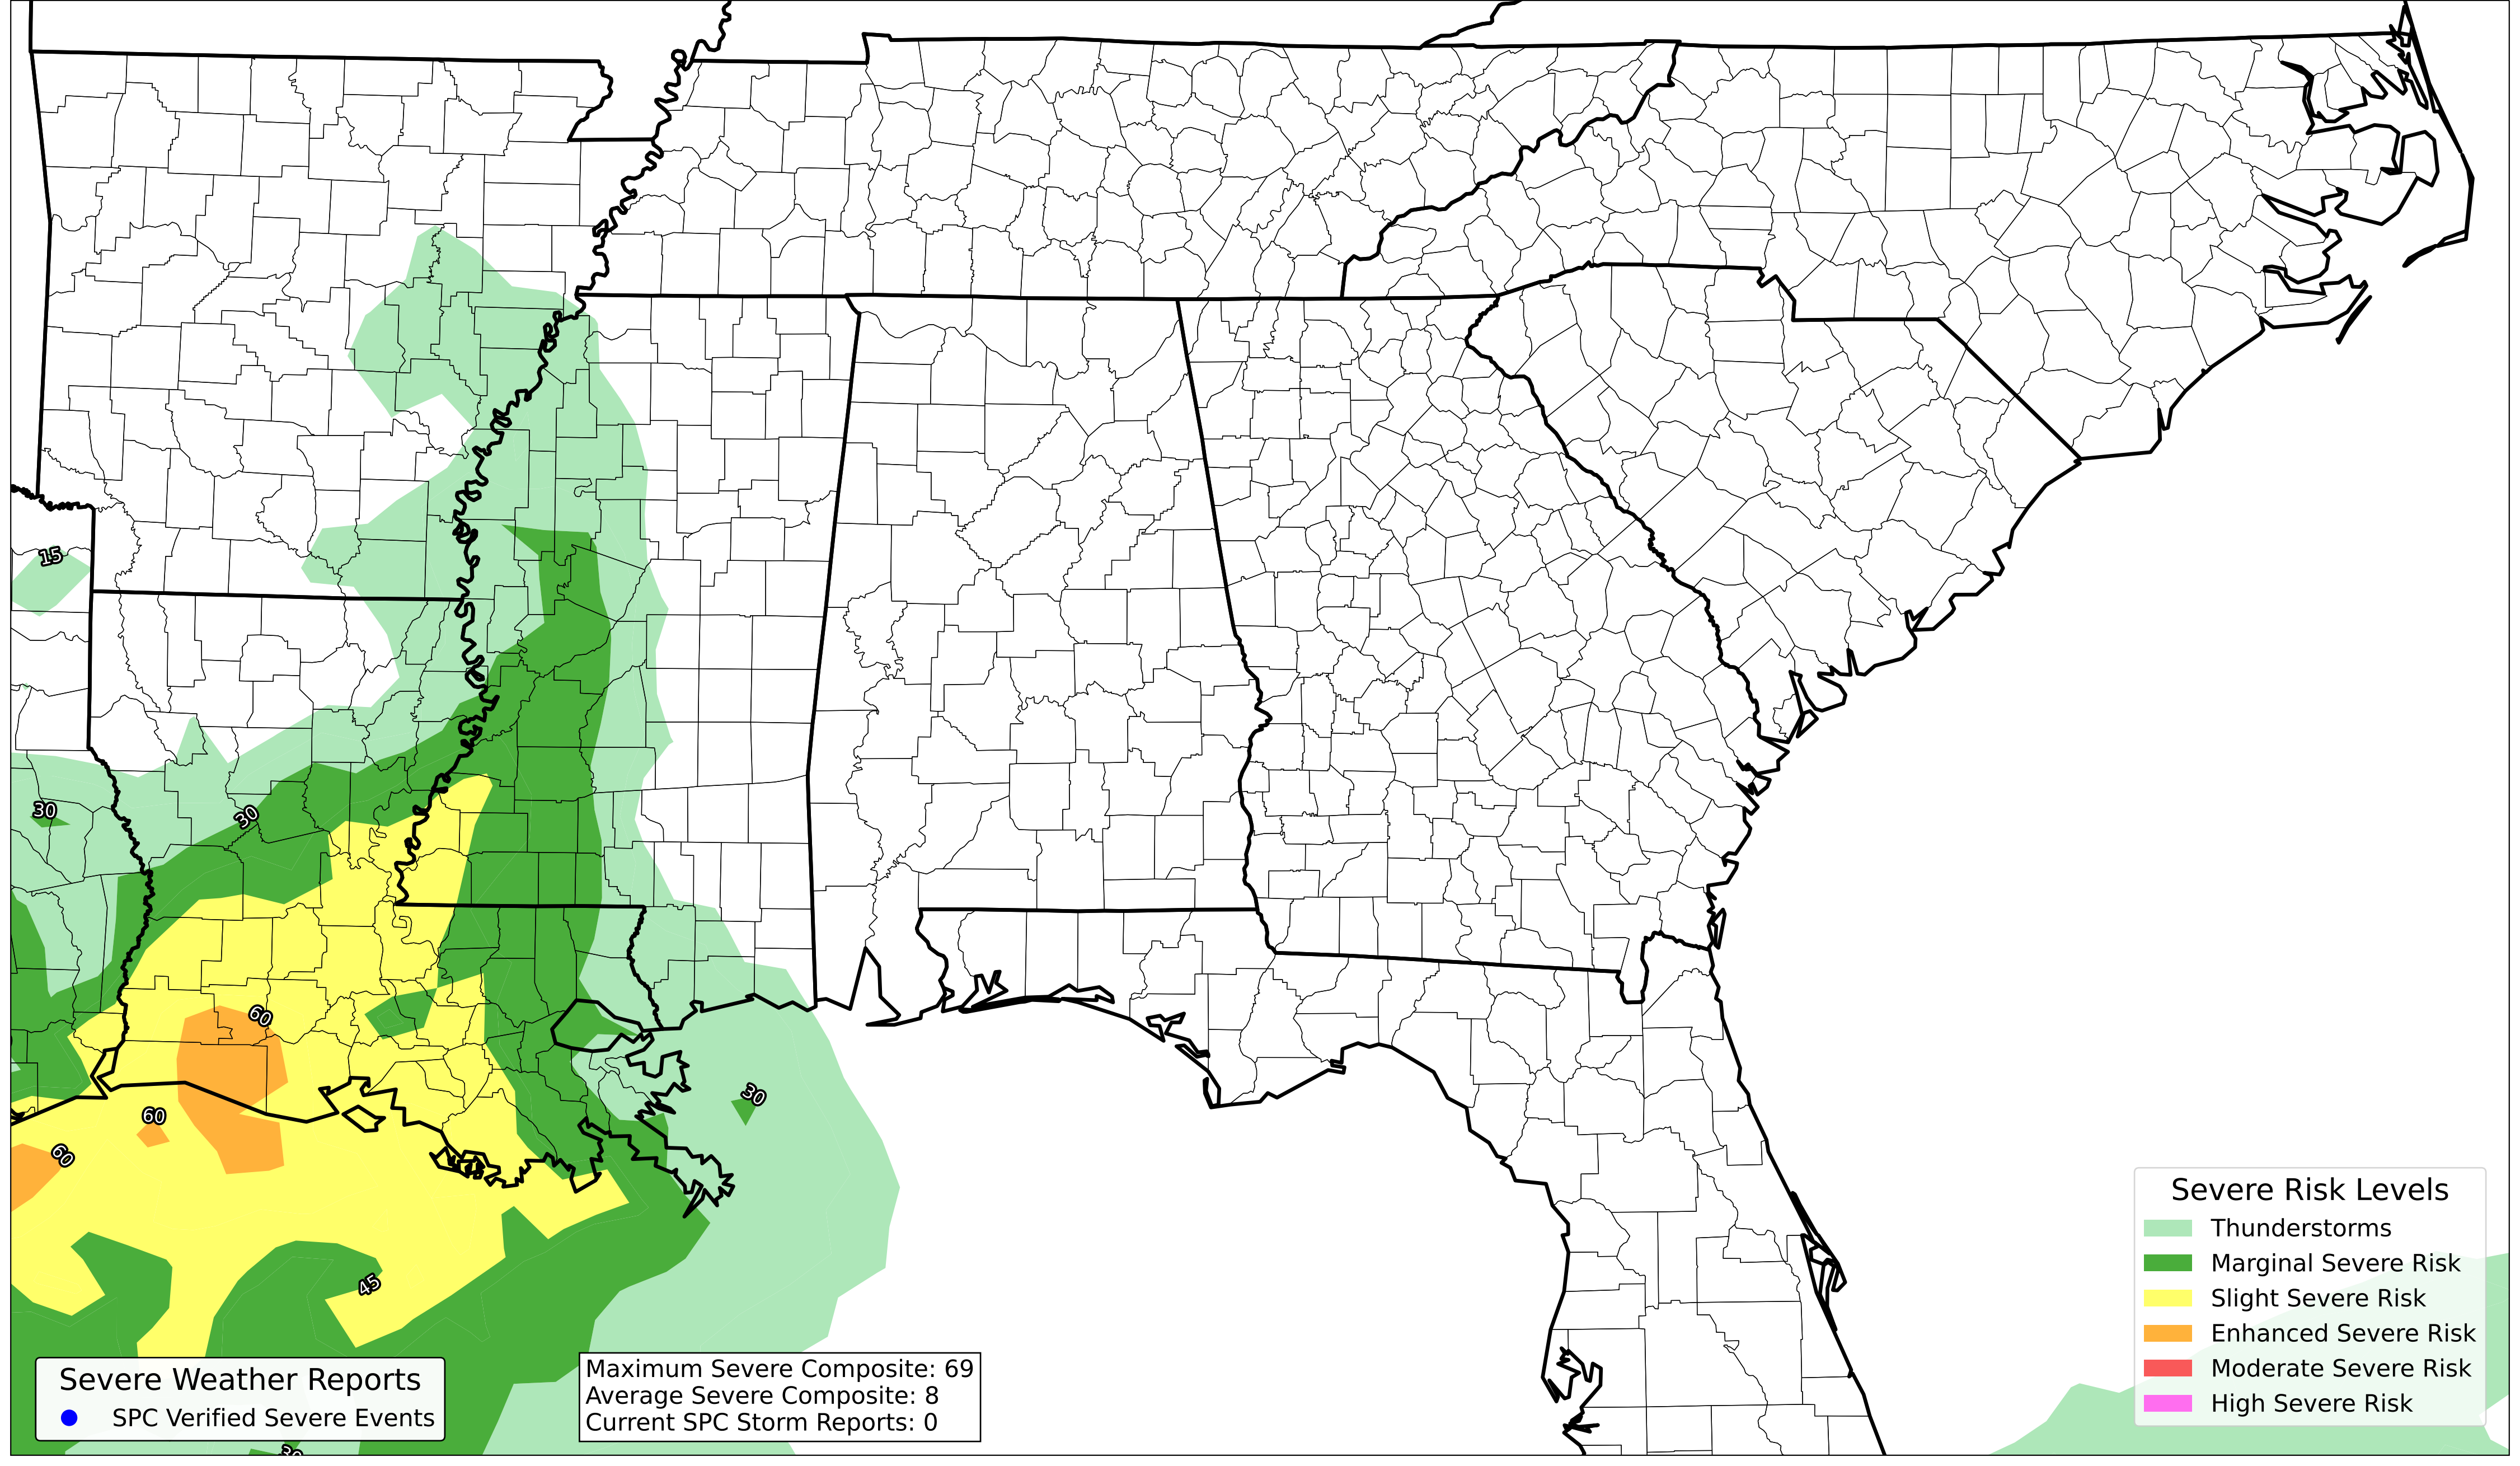 15
30
30
60
60
60
30
45
30
Severe Weather Reports
SPC Verified Severe Events
Maximum Severe Composite: 69
Average Severe Composite: 8
Current SPC Storm Reports: 0
Severe Risk Levels
Thunderstorms
Marginal Severe Risk
Slight Severe Risk
Enhanced Severe Risk
Moderate Severe Risk
High Severe Risk